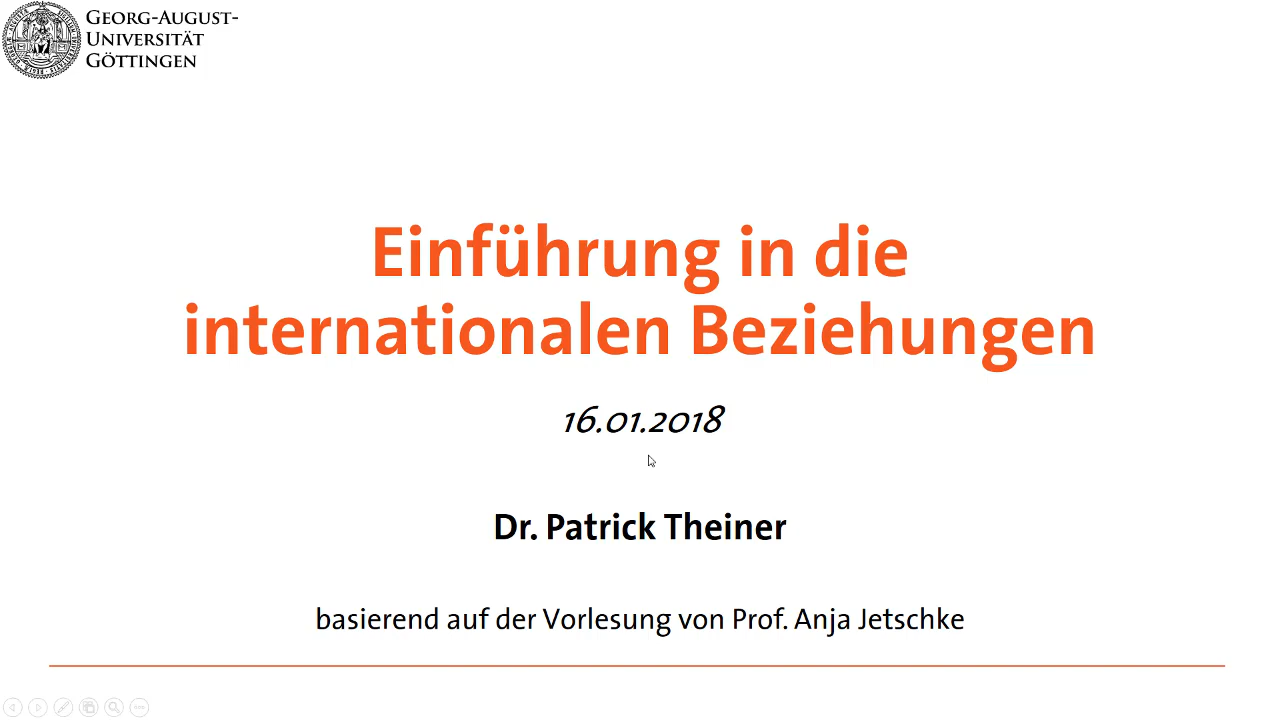 GEORG-AUGUST-
UNIVERSITÄT
GÖTTINGEN
Einführung in die
internationalen Beziehungen
16.01.2018
Dr. Patrick Theiner
basierend auf der Vorlesung von Prof. Anja Jetschke